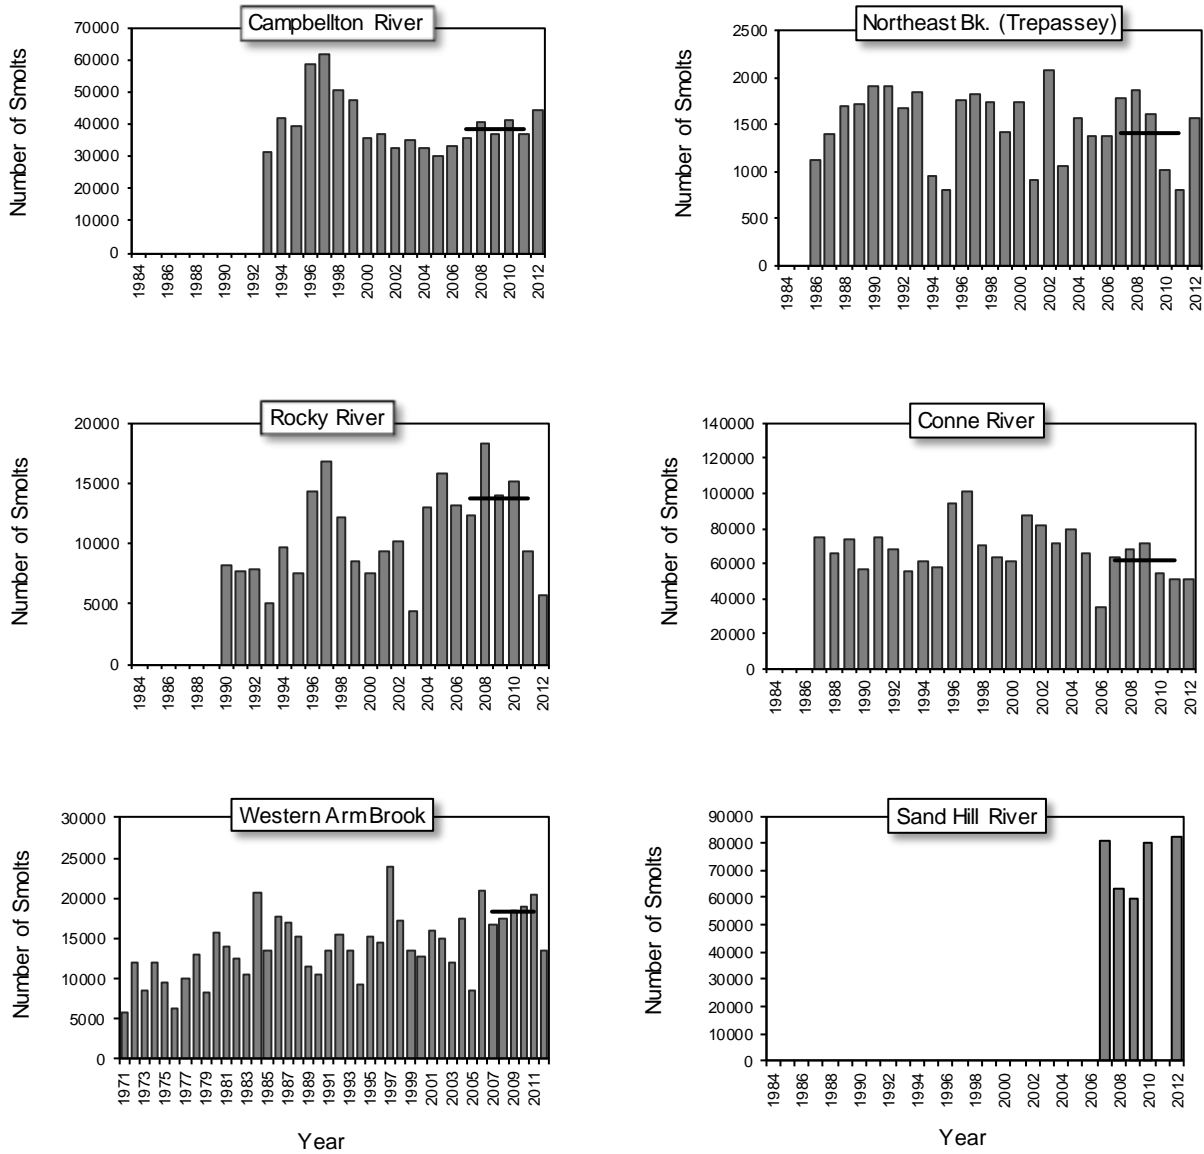 Campbellton River
Number of Smolts
70000
60000
50000
40000
30000
20000
10000
0
1984 1986 1988 1990 1992 1994 1996 1998 2000 2002 2004 2006 2008 2010 2012
Northeast Bk. (Trepassey)
Number of Smolts
2500
2000
1500
1000
500
0
1984 1986 1988 1990 1992 1994 1996 1998 2000 2002 2004 2006 2008 2010 2012
Rocky River
Number of Smolts
20000
15000
10000
5000
0
1984 1986 1988 1990 1992 1994 1996 1998 2000 2002 2004 2006 2008 2010 2012
Conne River
Number of Smolts
140000
120000
100000
80000
60000
40000
20000
0
1984 1986 1988 1990 1992 1994 1996 1998 2000 2002 2004 2006 2008 2010 2012
Western Arm Brook
Number of Smolts
30000
25000
20000
15000
10000
5000
0
1971 1973 1975 1977 1979 1981 1983 1985 1987 1989 1991 1993 1995 1997 1999 2001 2003 2005 2007 2009 2011
Year
Sand Hill River
Number of Smolts
90000
80000
70000
60000
50000
40000
30000
20000
10000
0
1984 1986 1988 1990 1992 1994 1996 1998 2000 2002 2004 2006 2008 2010 2012
Year